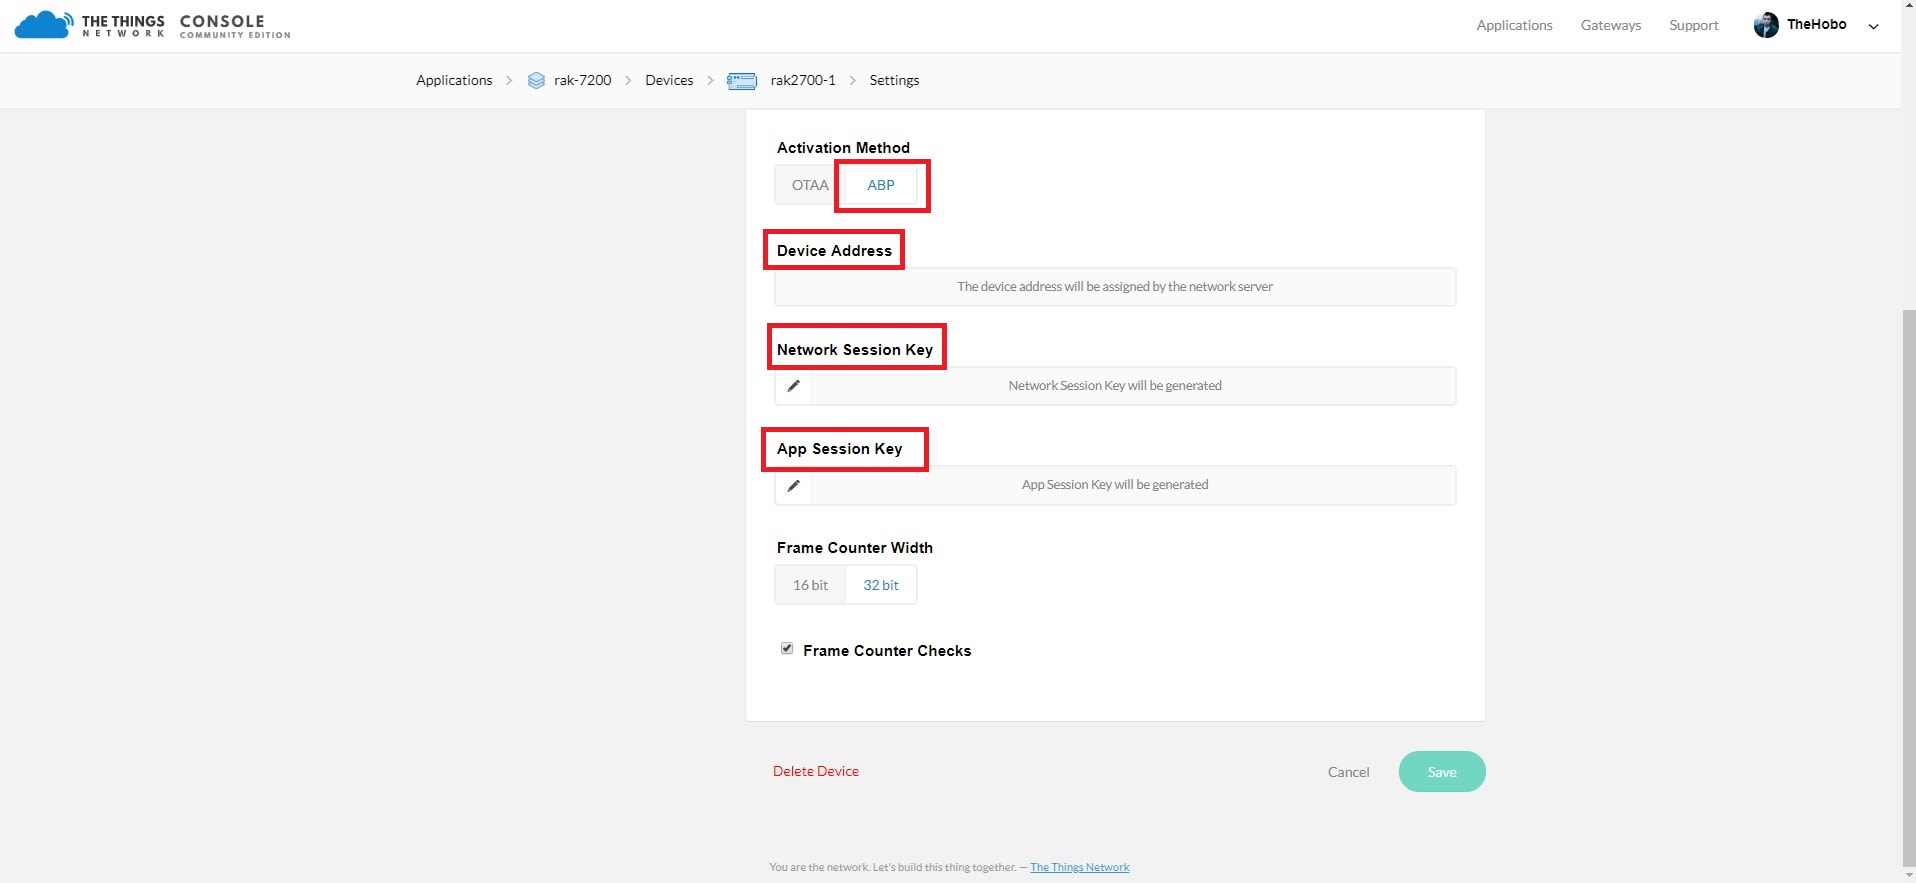 THE THINGS NETWORK CONSOLE COMMUNITY EDITION
Applications Gateways Support TheHobo
Applications > rak-7200 > Devices > rak2700-1 > Settings
Activation Method
OTAA ABP
Device Address
The device address will be assigned by the network server
Network Session Key
Network Session Key will be generated
App Session Key
App Session Key will be generated
Frame Counter Width
16 bit 32 bit
Frame Counter Checks
Delete Device Cancel Save
You are the network. Let's build this thing together. — The Things Network